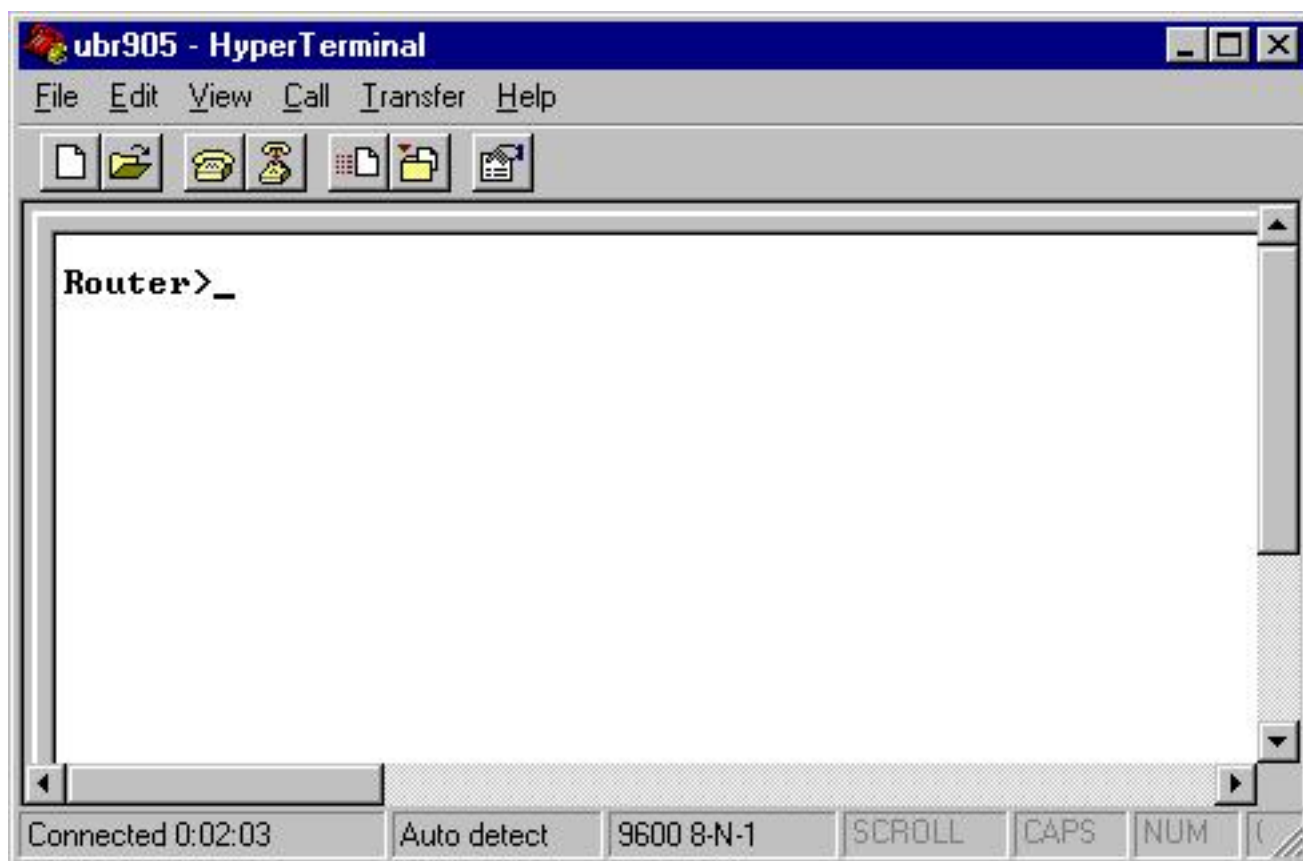 ubr905 - HyperTerminal
File Edit View Call Transfer Help
Router>_
Connected 0:02:03 Auto detect 9600 8-N-1 SCROLL CAPS NUM